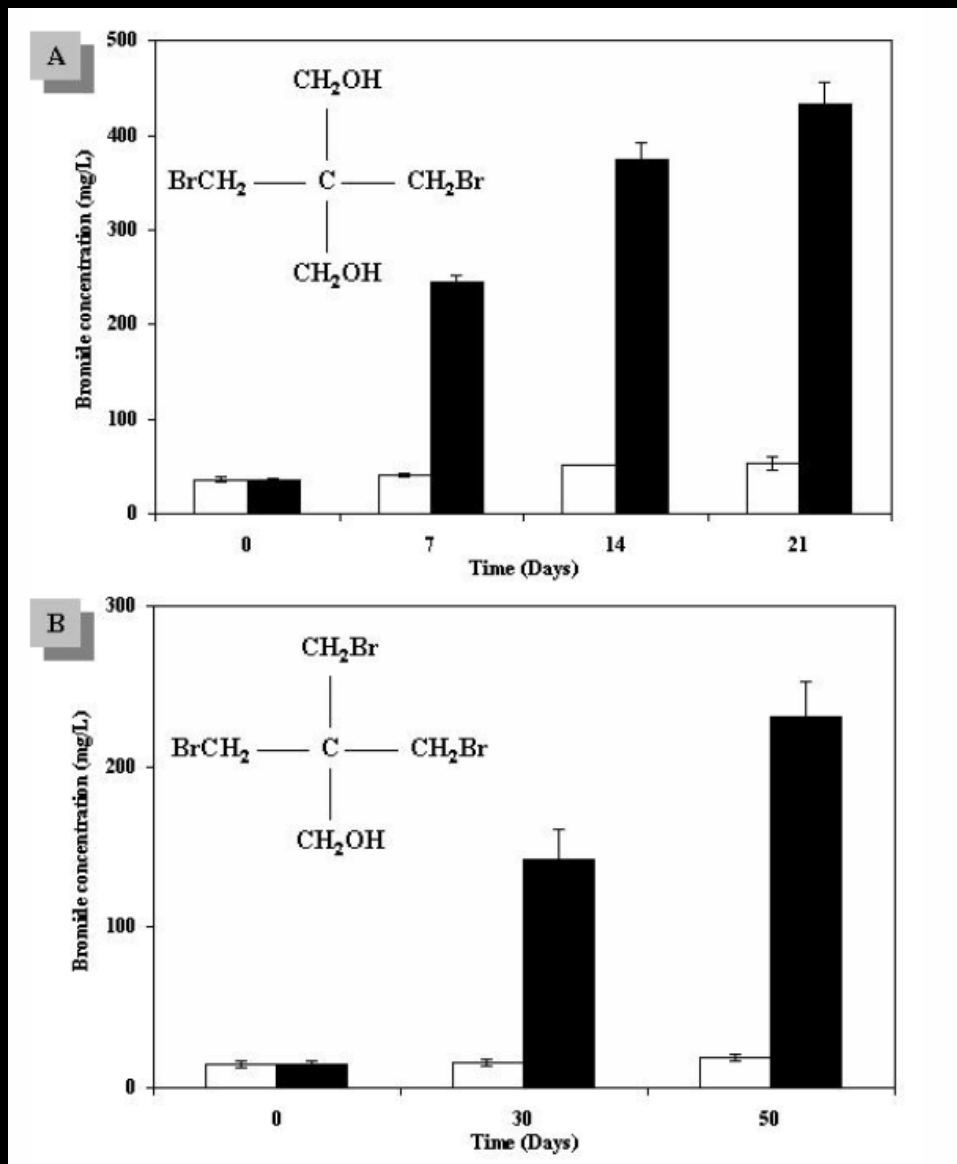 A
500
400
300
200
100
0
Bromide concentration (mg/L)
CH₂OH
BrCH₂ C CH₂Br
CH₂OH
0 7 14 21
Time (Days)
B
300
200
100
0
Bromide concentration (mg/L)
CH₂Br
BrCH₂ C CH₂Br
CH₂OH
0 30 50
Time (Days)